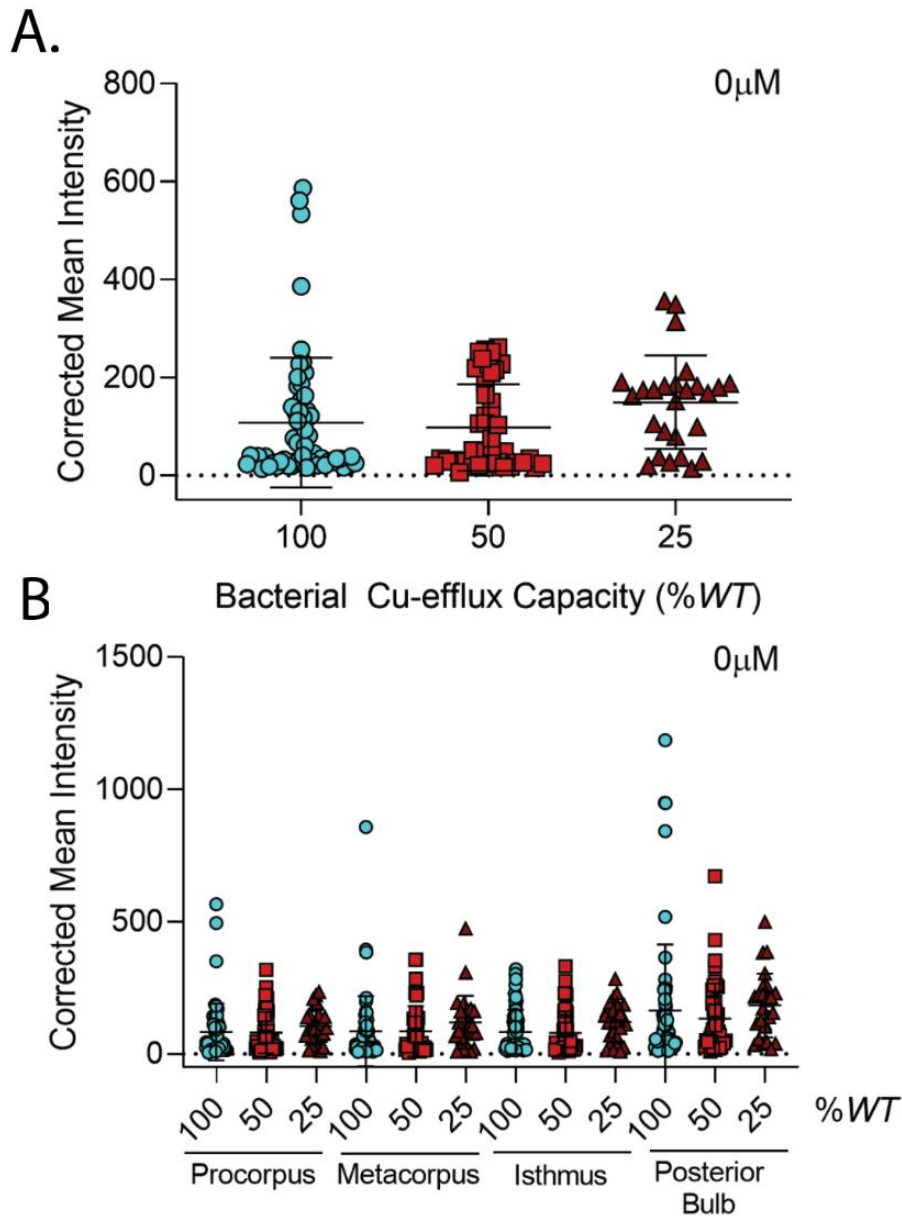 A.
0μM
Corrected Mean Intensity
800
600
400
200
0
100 50 25
Bacterial Cu-efflux Capacity (%WT)
B
0μM
Corrected Mean Intensity
1500
1000
500
0
100 50 25 100 50 25 100 50 25 100 50 25 %WT
Procorpus Metacorpus Isthmus Posterior
Bulb